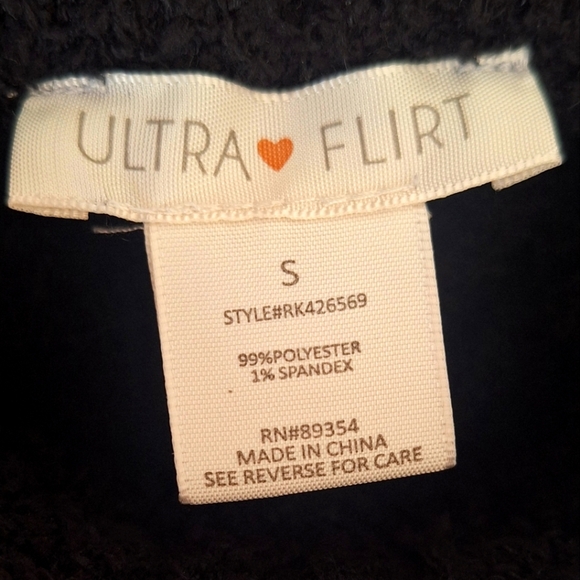 ULTRA FLIRT
S
STYLE#RK426569
99%POLYESTER
1% SPANDEX
RN#89354
MADE IN CHINA
SEE REVERSE FOR CARE